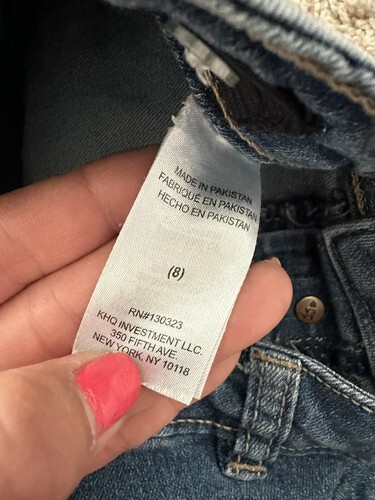 MADE IN PAKISTAN
FABRIQUÉ EN PAKISTAN
HECHO EN PAKISTAN
(8)
RN#130323
KHQ INVESTMENT LLC.
350 FIFTH AVE.
NEW YORK, NY 10118